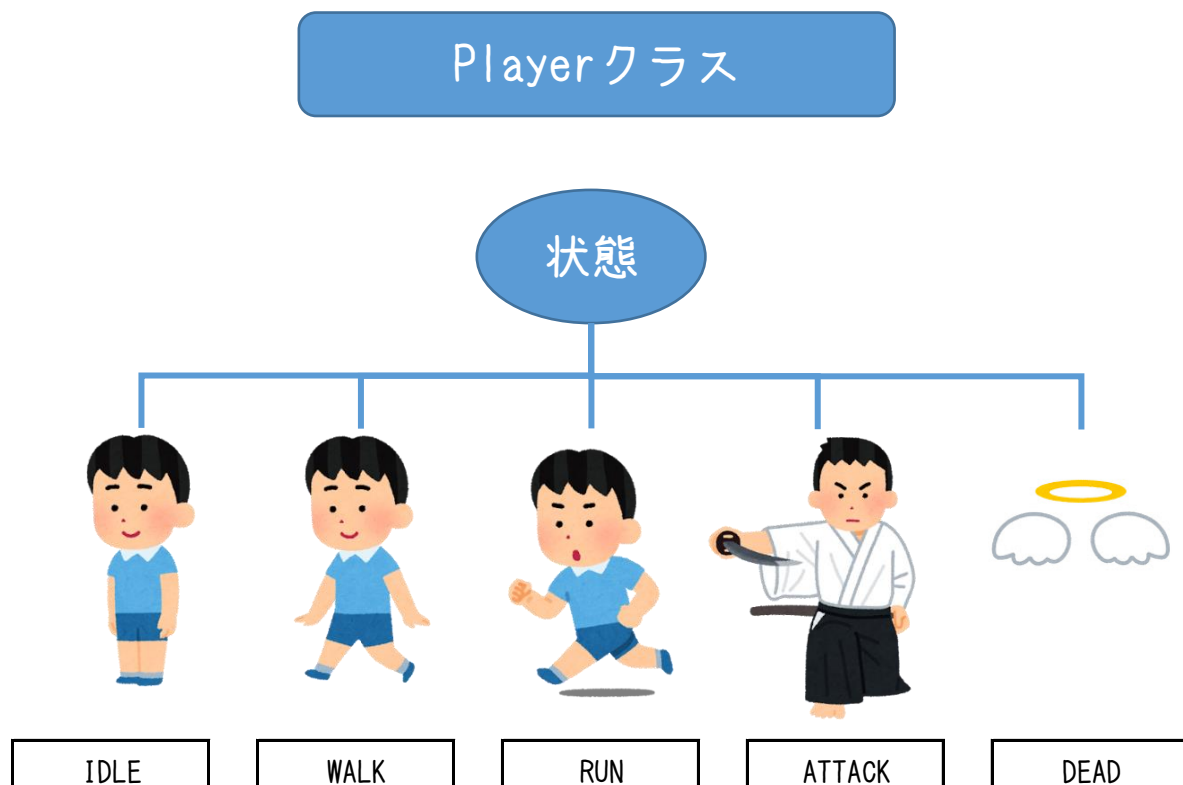 Playerクラス
状態
IDLE
WALK
RUN
ATTACK
DEAD